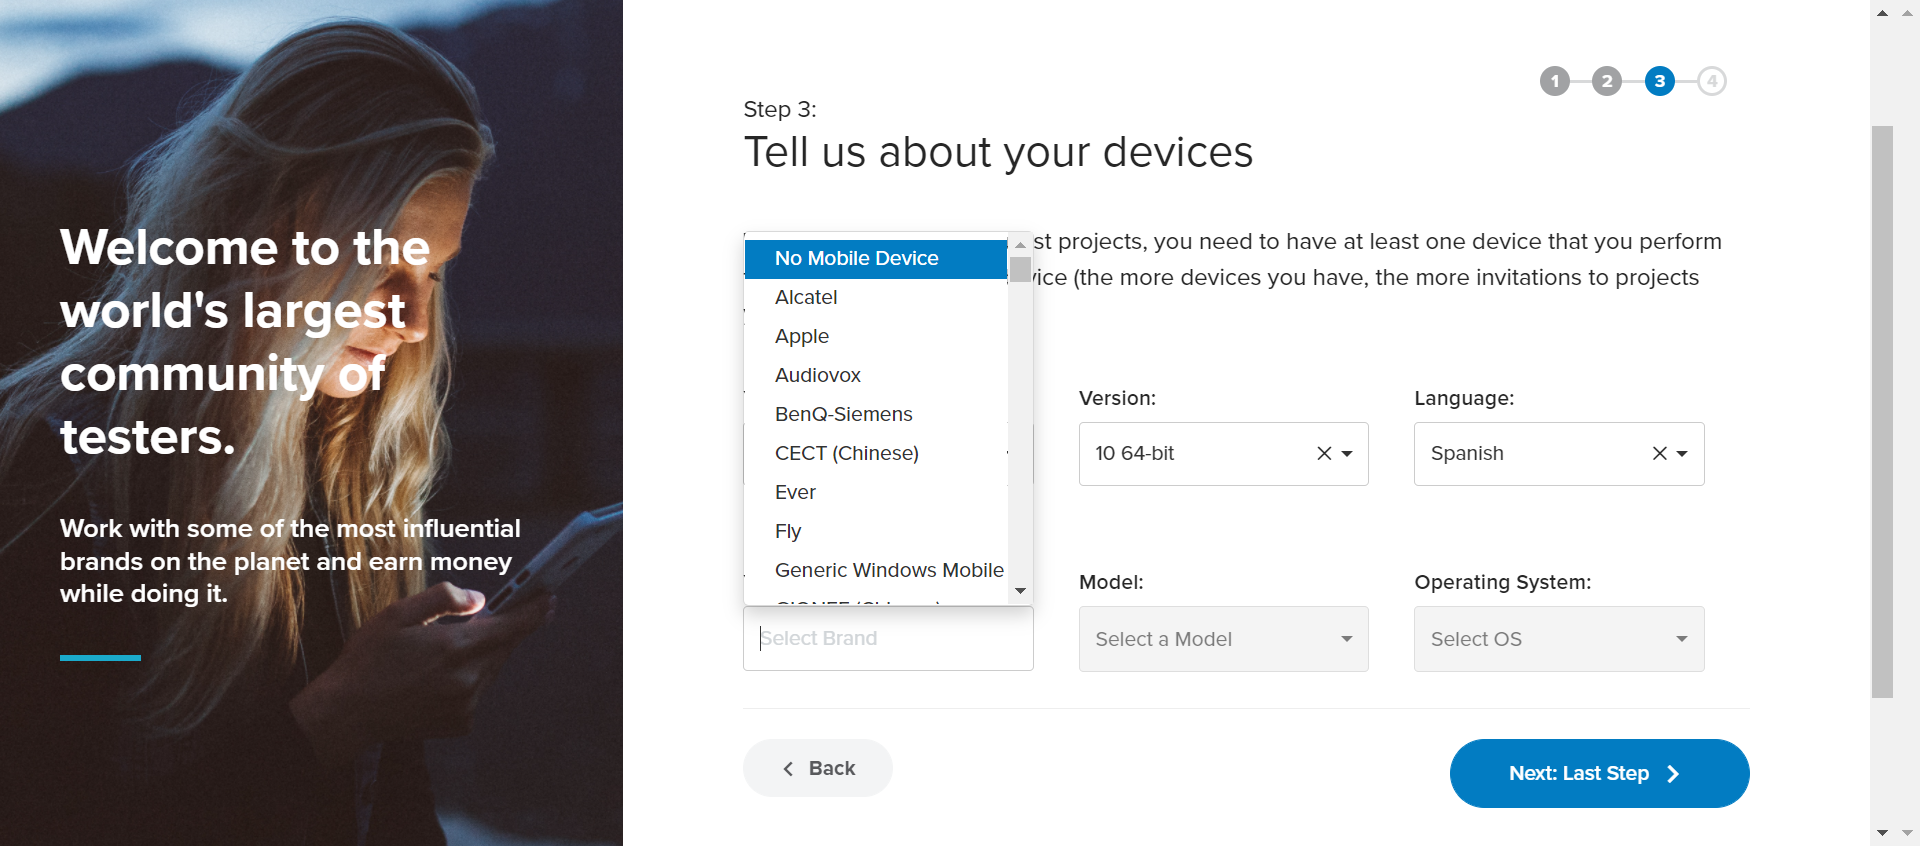 Welcome to the
world's largest
community of
testers.
Work with some of the most influential
brands on the planet and earn money
while doing it.
1 2 3 4
Step 3:
Tell us about your devices
st projects, you need to have at least one device that you perform
vice (the more devices you have, the more invitations to projects
No Mobile Device
Alcatel
Apple
Audiovox
BenQ-Siemens
CECT (Chinese)
Ever
Fly
Generic Windows Mobile
Version:
10 64-bit
Language:
Spanish
Select Brand
Model:
Select a Model
Operating System:
Select OS
Back
Next: Last Step